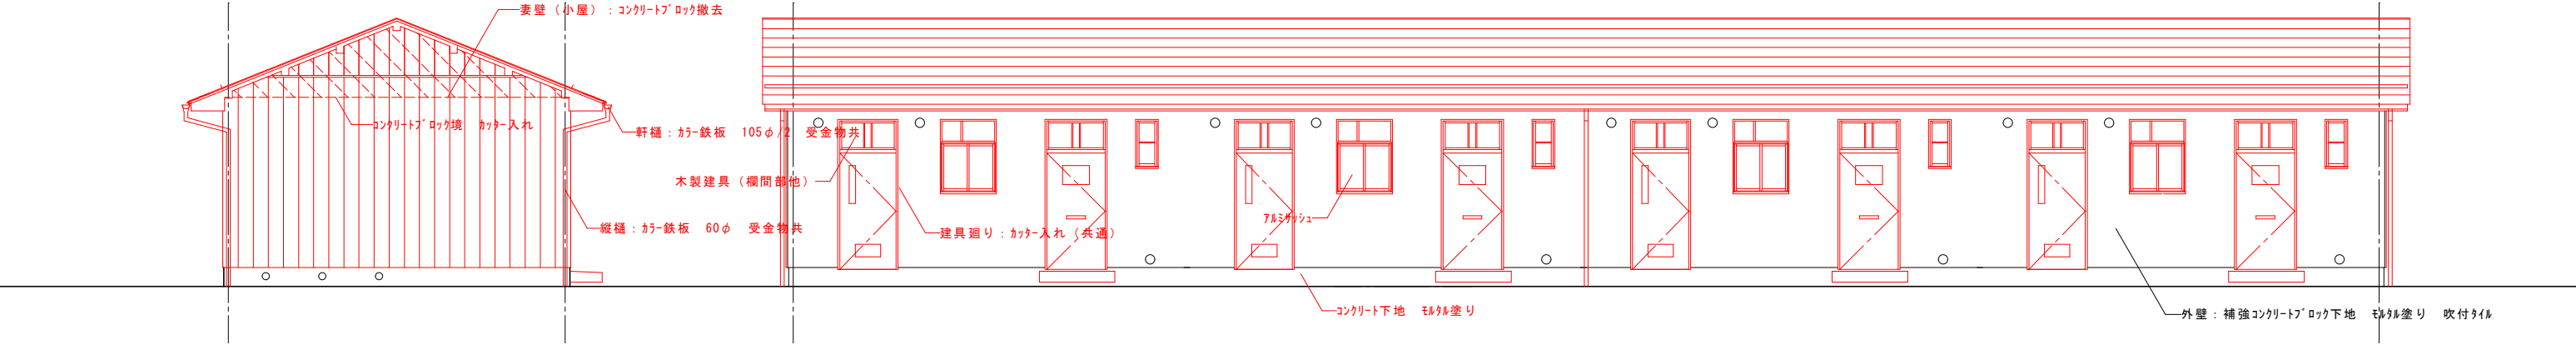 妻壁（小屋）：ｺﾝｸﾘｰﾄﾌﾞﾛｯｸ撤去
ｺﾝｸﾘｰﾄﾌﾞﾛｯｸ境　ｶｯﾀｰ入れ
軒樋：ｶﾗｰ鉄板　105φ/2　受金物共
木製建具（欄間部他）
縦樋：ｶﾗｰ鉄板　60φ　受金物共
建具廻り：ｶｯﾀｰ入れ（共通）
ｱﾙﾐｻｯｼｭ
ｺﾝｸﾘｰﾄ下地　ﾓﾙﾀﾙ塗り
外壁：補強ｺﾝｸﾘｰﾄﾌﾞﾛｯｸ下地　ﾓﾙﾀﾙ塗り　吹付ﾀｲﾙ